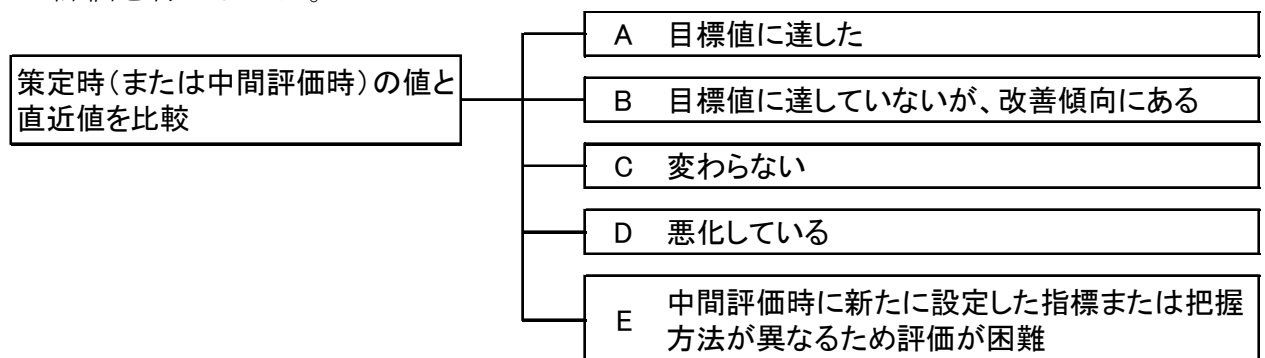 A 目標値に達した
策定時(または中間評価時)の値と
直近値を比較
B 目標値に達していないが、改善傾向にある
C 変わらない
D 悪化している
E 中間評価時に新たに設定した指標または把握
方法が異なるため評価が困難